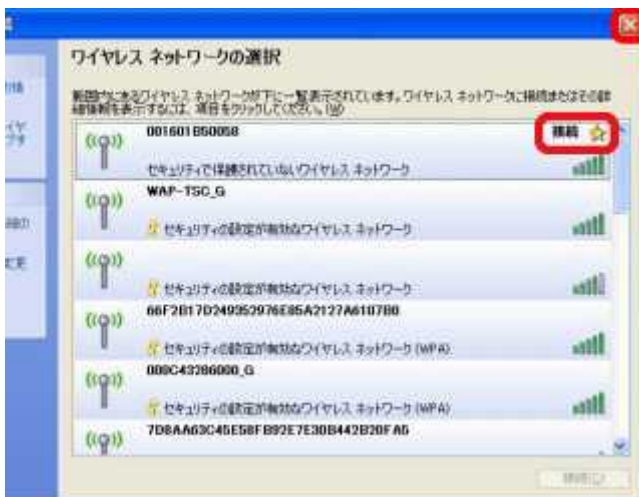 ワイヤレス ネットワークの選択
範囲内にあるワイヤレス ネットワークが下に一覧表示されています。ワイヤレス ネットワークに接続またはその詳
細情報を表示するには、項目をクリックしてください。(W)
001601B50058
接続
セキュリティで保護されていないワイヤレス ネットワーク
WAP-TSC_G
セキュリティの設定が有効なワイヤレス ネットワーク
セキュリティの設定が有効なワイヤレス ネットワーク
セキュリティの設定が有効なワイヤレス ネットワーク (WPA)
セキュリティの設定が有効なワイヤレス ネットワーク (WPA)
接続(C)